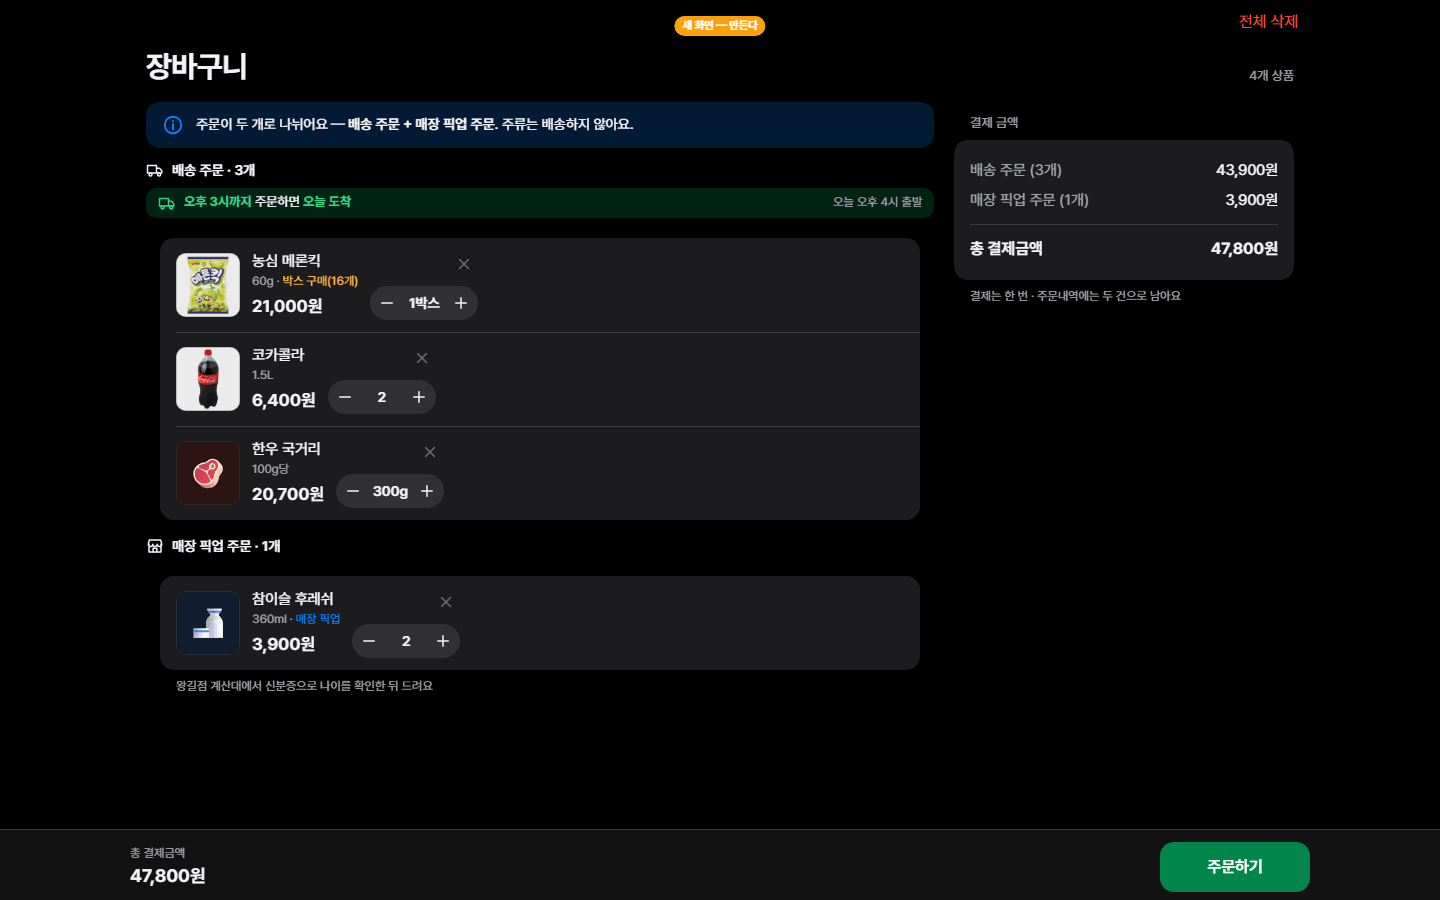 새 화면 — 만든다
전체 삭제
장바구니
4개 상품
주문이 두 개로 나뉘어요 — 배송 주문 + 매장 픽업 주문. 주류는 배송하지 않아요.
배송 주문 · 3개
오후 3시까지 주문하면 오늘 도착
오늘 오후 4시 출발
농심 메론킥
60g · 박스 구매(16개)
21,000원
1박스
코카콜라
1.5L
6,400원
2
한우 국거리
100g당
20,700원
300g
매장 픽업 주문 · 1개
참이슬 후레쉬
360ml · 매장 픽업
3,900원
2
왕길점 계산대에서 신분증으로 나이를 확인한 뒤 드려요
결제 금액
배송 주문 (3개)
43,900원
매장 픽업 주문 (1개)
3,900원
총 결제금액
47,800원
결제는 한 번 · 주문내역에는 두 건으로 남아요
총 결제금액
47,800원
주문하기